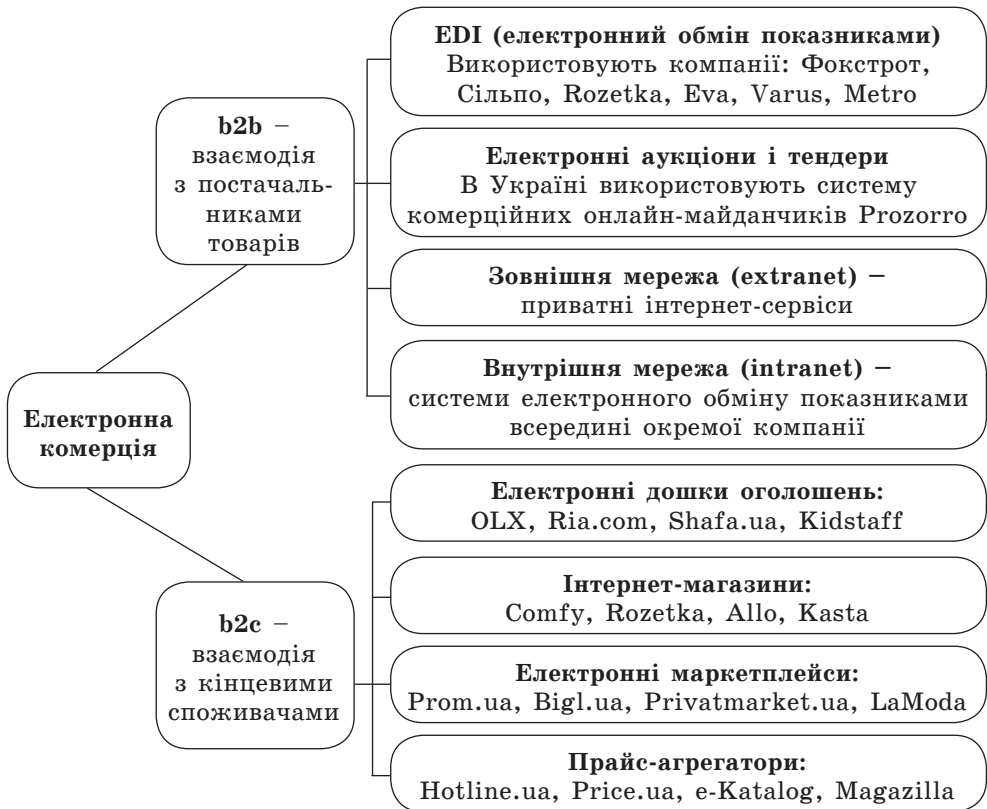 Електронна
комерція
b2b –
взаємодія
з постачаль-
никами
товарів
EDI (електронний обмін показниками)
Використовують компанії: Фокстрот,
Сільпо, Rozetka, Eva, Varus, Metro
Електронні аукціони і тендери
В Україні використовують систему
комерційних онлайн-майданчиків Prozorro
Зовнішня мережа (extranet) –
приватні інтернет-сервіси
Внутрішня мережа (intranet) –
системи електронного обміну показниками
всередині окремої компанії
b2c –
взаємодія
з кінцевими
споживачами
Електронні дошки оголошень:
OLX, Ria.com, Shafa.ua, Kidstaff
Інтернет-магазини:
Comfy, Rozetka, Allo, Kasta
Електронні маркетплейси:
Prom.ua, Bigl.ua, Privatmarket.ua, LaModa
Прайс-агрегатори:
Hotline.ua, Price.ua, e-Katalog, Magazilla